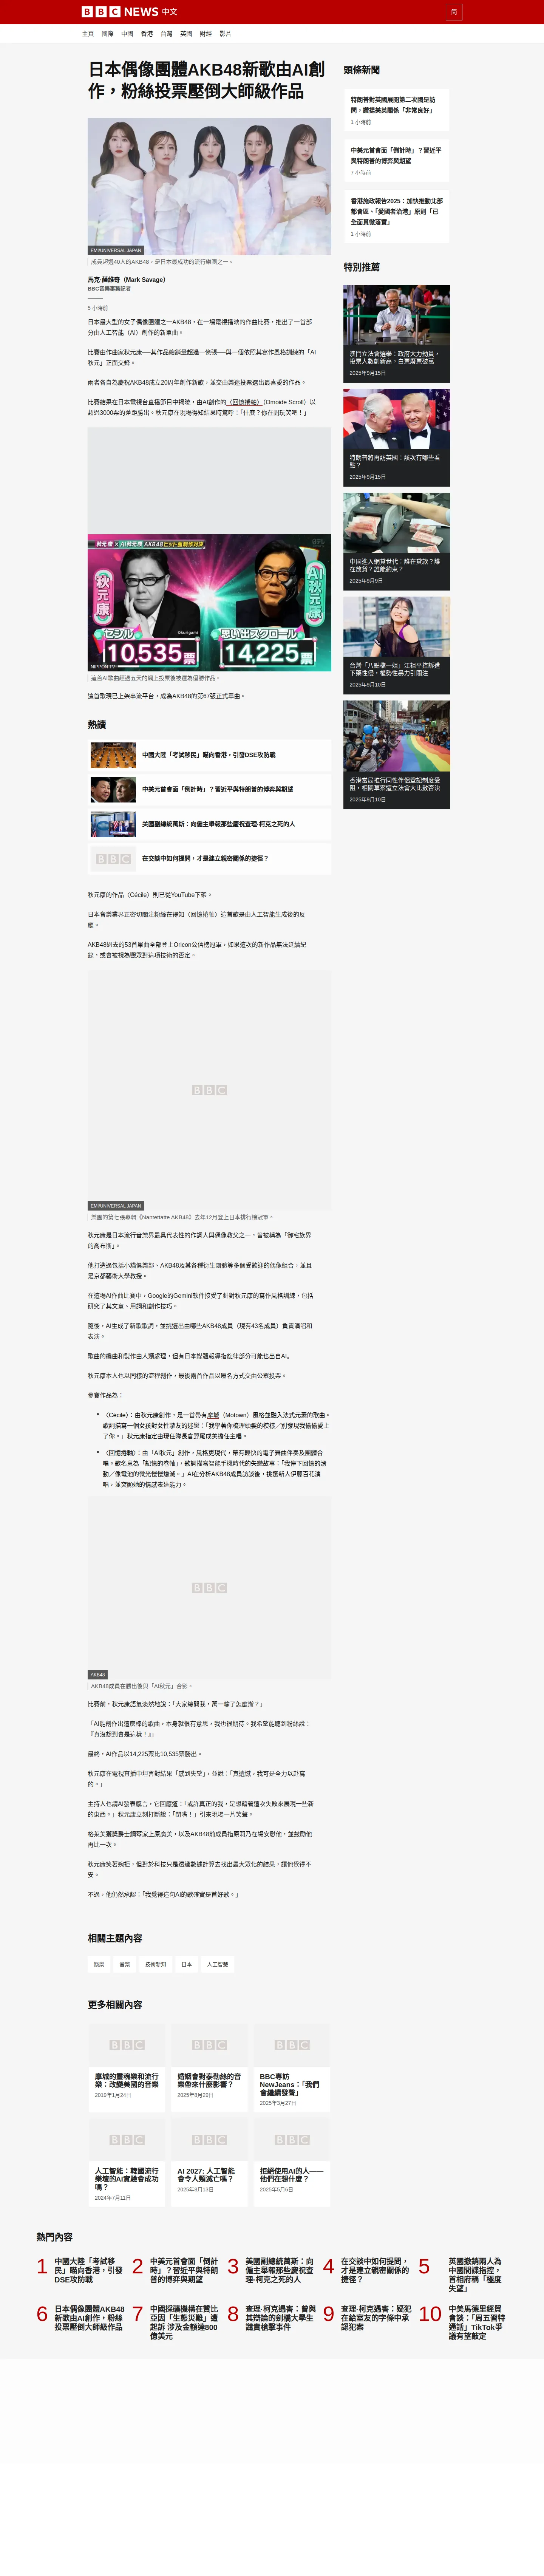 BBC NEWS 中文
简
主頁 國際 中國 香港 台灣 英國 財經 影片
日本偶像團體AKB48新歌由AI創
作，粉絲投票壓倒大師級作品
EMI/UNIVERSAL JAPAN
成員超過40人的AKB48，是日本最成功的流行樂團之一。
馬克·薩維奇（Mark Savage）
BBC音樂事務記者
5 小時前
日本最大型的女子偶像團體之一AKB48，在一場電視播映的作曲比賽，推出了一首部
分由人工智能（AI）創作的新單曲。
比賽由作曲家秋元康──其作品總銷量超過一億張──與一個依照其寫作風格訓練的「AI
秋元」正面交鋒。
兩者各自為慶祝AKB48成立20周年創作新歌，並交由樂迷投票選出最喜愛的作品。
比賽結果在日本電視台直播節目中揭曉，由AI創作的《回憶捲軸》（Omoide Scroll）以
超過3000票的差距勝出。秋元康在現場得知結果時驚呼：「什麼？你在開玩笑吧！」
秋元康 × AI秋元康 AKB48ヒット曲製作対決
秋元康
AI秋元康
セシル
思い出スクロール
10,535票
14,225票
NIPPON TV
這首AI歌曲經過五天的網上投票後被選為優勝作品。
這首歌現已上架串流平台，成為AKB48的第67張正式單曲。
熱讀
中國大陸「考試移民」瞄向香港，引發DSE攻防戰
中美元首會面「倒計時」？習近平與特朗普的博弈與期望
美國副總統萬斯：向僱主舉報那些慶祝查理·柯克之死的人
在交談中如何提問，才是建立親密關係的捷徑？
秋元康的作品《Cécile》則已從YouTube下架。
日本音樂業界正密切關注粉絲在得知《回憶捲軸》這首歌是由人工智能生成後的反
應。
AKB48過去的53首單曲全部登上Oricon公信榜冠軍，如果這次的新作品無法延續紀
錄，或會被視為觀眾對這項技術的否定。
BBC
EMI/UNIVERSAL JAPAN
樂團的第七張專輯《Nantettatte AKB48》去年12月登上日本排行榜冠軍。
秋元康是日本流行音樂界最具代表性的作詞人與偶像教父之一，曾被稱為「御宅族界
的喬布斯」。
他打造過包括小貓俱樂部、AKB48及其各種衍生團體等多個受歡迎的偶像組合，並且
是京都藝術大學教授。
在這場AI作曲比賽中，Google的Gemini軟件接受了針對秋元康的寫作風格訓練，包括
研究了其文章、用詞和創作技巧。
隨後，AI生成了新歌歌詞，並挑選出由哪些AKB48成員（現有43名成員）負責演唱和
表演。
歌曲的編曲和製作由人類處理，但有日本媒體報導指旋律部分可能也出自AI。
秋元康本人也以同樣的流程創作，最後兩首作品以匿名方式交由公眾投票。
參賽作品為：
《Cécile》：由秋元康創作，是一首帶有摩城（Motown）風格並融入法式元素的歌曲。
歌詞描寫一個女孩對女性摯友的迷戀：「我學著你梳理頭髮的模樣／別發現我偷偷愛上
了你。」秋元康指定由現任隊長倉野尾成美擔任主唱。
《回憶捲軸》：由「AI秋元」創作，風格更現代，帶有輕快的電子舞曲伴奏及團體合
唱。歌名意為「記憶的卷軸」，歌詞描寫智能手機時代的失戀故事：「我停下回憶的滑
動／像電池的微光慢慢熄滅。」AI在分析AKB48成員訪談後，挑選新人伊藤百花演
唱，並突顯她的情感表達能力。
BBC
AKB48
AKB48成員在勝出後與「AI秋元」合影。
比賽前，秋元康語氣淡然地說：「大家總問我，萬一輸了怎麼辦？」
「AI能創作出這麼棒的歌曲，本身就很有意思，我也很期待。我希望能聽到粉絲說：
『真沒想到會是這樣！』」
最終，AI作品以14,225票比10,535票勝出。
秋元康在電視直播中坦言對結果「感到失望」，並說：「真遺憾，我可是全力以赴寫
的。」
主持人也請AI發表感言，它回應道：「或許真正的我，是想藉著這次失敗來展現一些新
的東西。」秋元康立刻打斷說：「閉嘴！」引來現場一片笑聲。
格萊美獲獎爵士鋼琴家上原廣美，以及AKB48前成員指原莉乃在場安慰他，並鼓勵他
再比一次。
秋元康笑著婉拒，但對於科技只是透過數據計算去找出最大眾化的結果，讓他覺得不
安。
不過，他仍然承認：「我覺得這句AI的歌確實是首好歌。」
相關主題內容
娛樂 音樂 技術新知 日本 人工智慧
更多相關內容
BBC BBC BBC
摩城的靈魂樂和流行
樂：改變美國的音樂
2019年1月24日
婚姻會對泰勒絲的音
樂帶來什麼影響？
2025年8月29日
BBC專訪
NewJeans：「我們
會繼續發聲」
2025年3月27日
BBC BBC BBC
人工智能：韓國流行
樂壇的AI實驗會成功
嗎？
2024年7月11日
AI 2027: 人工智能
會令人類滅亡嗎？
2025年8月13日
拒絕使用AI的人——
他們在想什麼？
2025年5月6日
頭條新聞
特朗普對英國展開第二次國是訪
問，讚揚美英關係「非常良好」
1 小時前
中美元首會面「倒計時」？習近平
與特朗普的博弈與期望
7 小時前
香港施政報告2025：加快推動北部
都會區、「愛國者治港」原則「已
全面貫徹落實」
1 小時前
特別推薦
澳門立法會選舉：政府大力動員，
投票人數創新高，白票廢票破萬
2025年9月15日
特朗普將再訪英國：該次有哪些看
點？
2025年9月15日
中國進入網貸世代：誰在貸款？誰
在放貸？誰能約束？
2025年9月9日
台灣「八點檔一姐」江祖平控訴遭
下藥性侵，權勢性暴力引關注
2025年9月10日
香港當局推行同性伴侶登記制度受
阻，相關草案遭立法會大比數否決
2025年9月10日
熱門內容
1 中國大陸「考試移
民」瞄向香港，引發
DSE攻防戰
2 中美元首會面「倒計
時」？習近平與特朗
普的博弈與期望
3 美國副總統萬斯：向
僱主舉報那些慶祝查
理·柯克之死的人
4 在交談中如何提問，
才是建立親密關係的
捷徑？
5 英國撤銷兩人為
中國間諜指控，
首相府稱「極度
失望」
6 日本偶像團體AKB48
新歌由AI創作，粉絲
投票壓倒大師級作品
7 中國採礦機構在贊比
亞因「生態災難」遭
起訴 涉及金額達800
億美元
8 查理·柯克遇害：曾與
其辯論的劍橋大學生
譴責槍擊事件
9 查理·柯克遇害：疑犯
在給室友的字條中承
認犯案
10 中美馬德里經貿
會談：「周五習特
通話」TikTok爭
議有望敲定